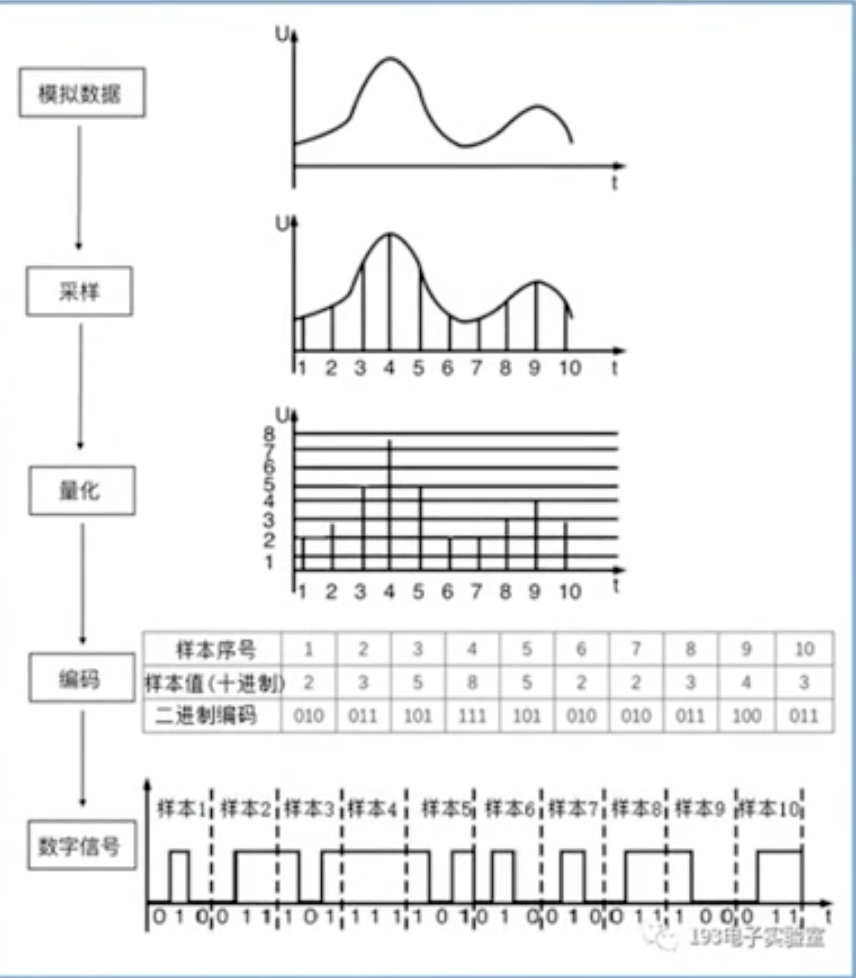 U
模拟数据
t
U
采样
1 2 3 4 5 6 7 8 9 10 t
U
8
7
6
5
4
3
2
1
量化
1 2 3 4 5 6 7 8 9 10 t
样本序号 1 2 3 4 5 6 7 8 9 10
编码
样本值(十进制) 2 3 5 8 5 2 2 3 4 3
二进制编码 010 011 101 111 101 010 010 011 100 011
样本1 样本2 样本3 样本4 样本5 样本6 样本7 样本8 样本9 样本10
数字信号
0 1 0 0 1 1 1 0 1 1 1 1 1 0 1 0 1 0 0 1 0 0 1 1 1 0 0 0 1 1 t
193电子实验室